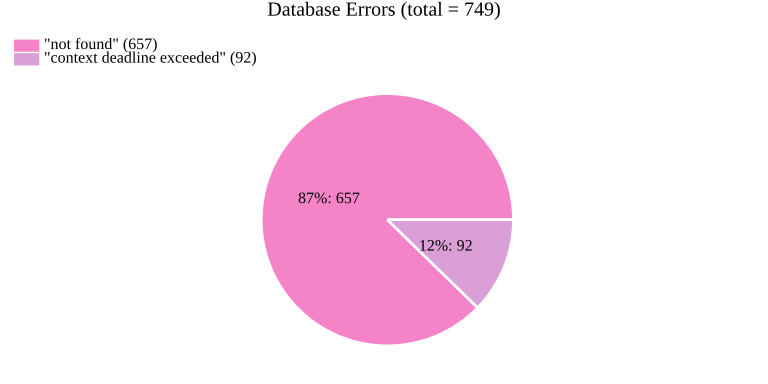 Database Errors (total = 749)
"not found" (657)
"context deadline exceeded" (92)
87%: 657
12%: 92